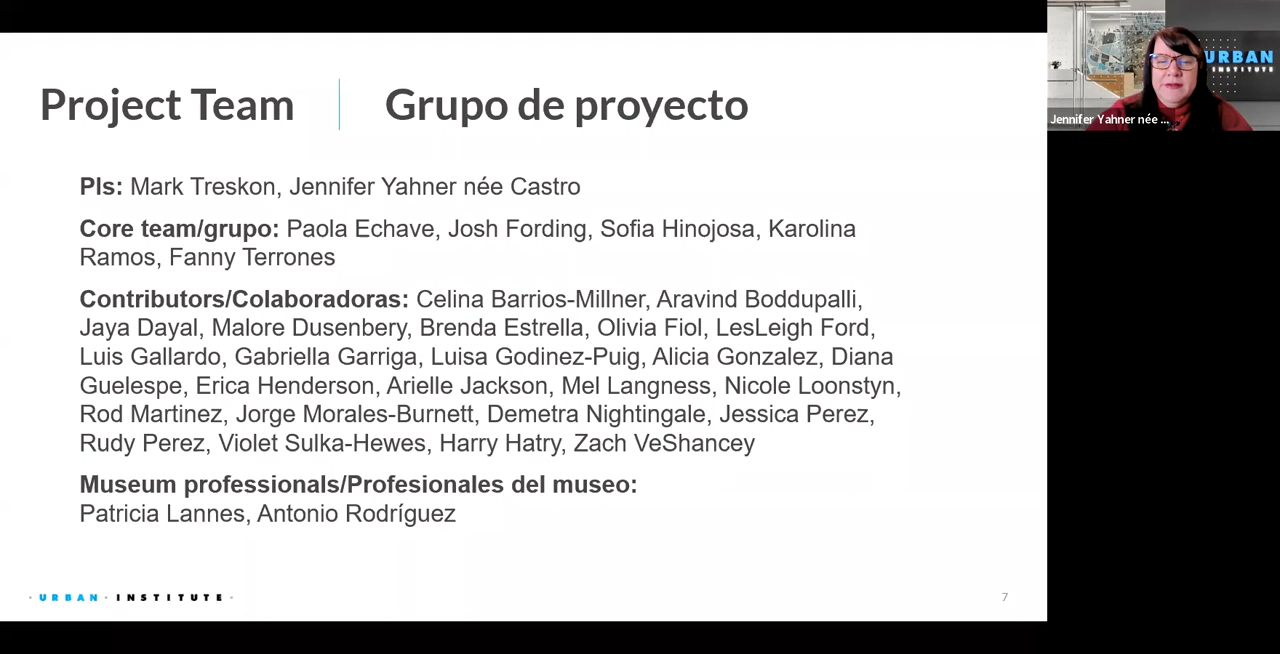 Project Team
Grupo de proyecto
PIs: Mark Treskon, Jennifer Yahner née Castro
Core team/grupo: Paola Echave, Josh Fording, Sofia Hinojosa, Karolina
Ramos, Fanny Terrones
Contributors/Colaboradoras: Celina Barrios-Millner, Aravind Boddupalli,
Jaya Dayal, Malore Dusenbery, Brenda Estrella, Olivia Fiol, LesLeigh Ford,
Luis Gallardo, Gabriella Garriga, Luisa Godinez-Puig, Alicia Gonzalez, Diana
Guelespe, Erica Henderson, Arielle Jackson, Mel Langness, Nicole Loonstyn,
Rod Martinez, Jorge Morales-Burnett, Demetra Nightingale, Jessica Perez,
Rudy Perez, Violet Sulka-Hewes, Harry Hatry, Zach VeShancey
Museum professionals/Profesionales del museo:
Patricia Lannes, Antonio Rodríguez
· URBAN · INSTITUTE ·
7
URBAN
INSTITUTE
Jennifer Yahner née ...